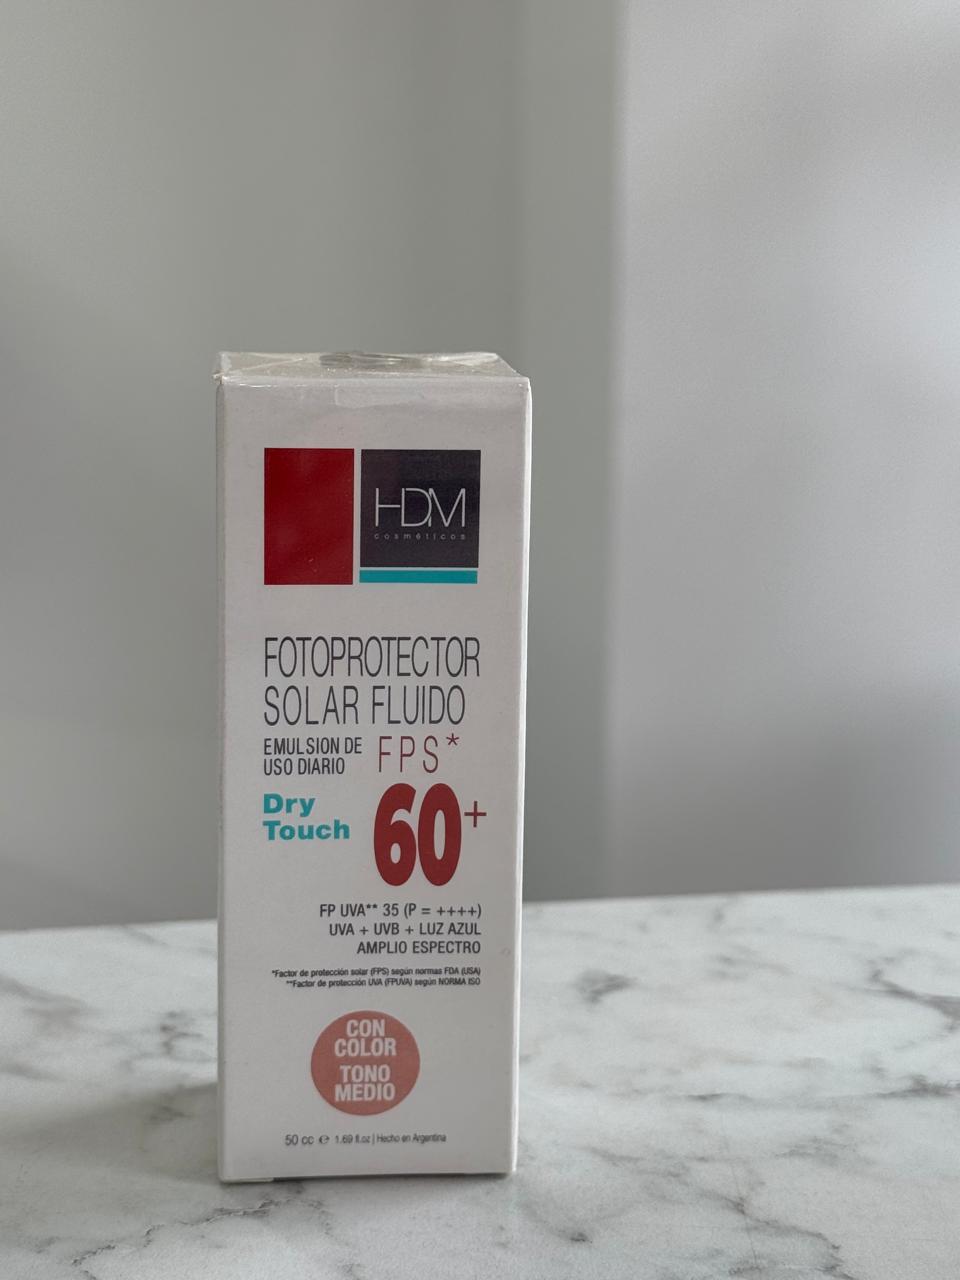 HDM
cosméticos
FOTOPROTECTOR
SOLAR FLUIDO
EMULSION DE
USO DIARIO
FPS*
Dry
Touch
60+
FP UVA** 35 (P = ++++)
UVA + UVB + LUZ AZUL
AMPLIO ESPECTRO
*Factor de protección solar (FPS) según normas FDA (USA)
**Factor de protección UVA (FPUVA) según NORMA ISO
CON
COLOR
TONO
MEDIO
50 cc ℮ 1.69 fl.oz | Hecho en Argentina